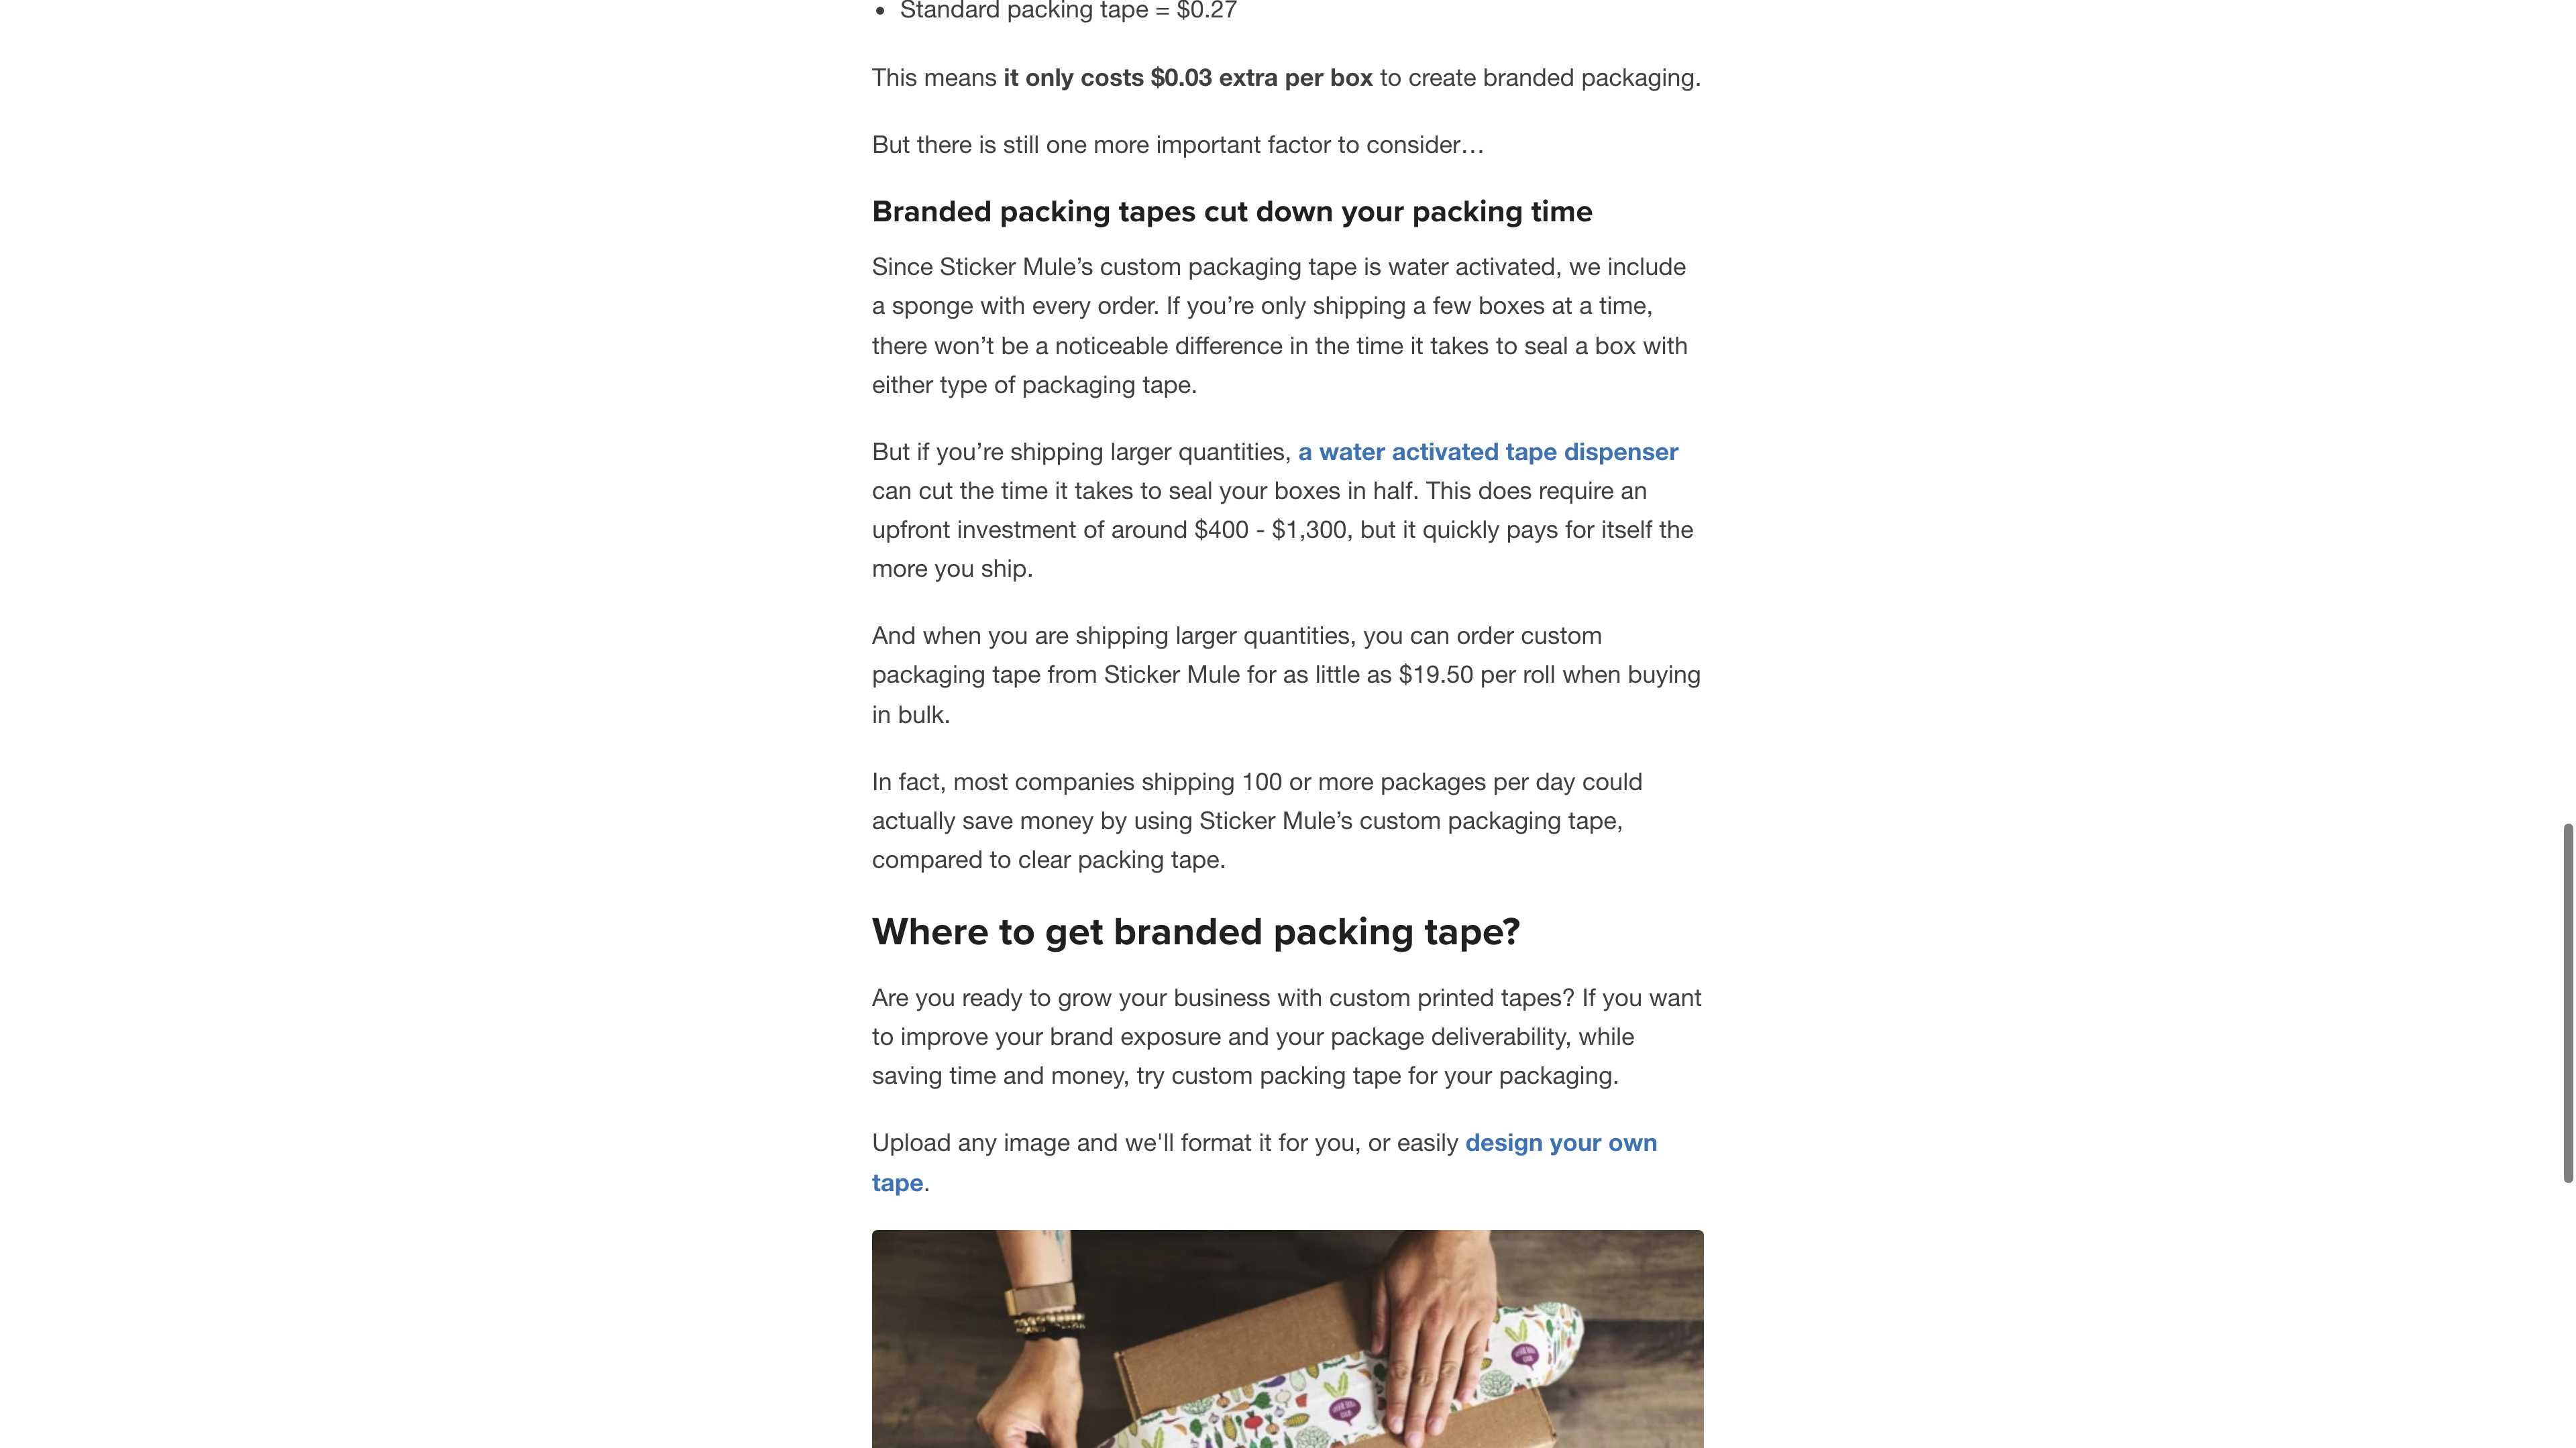 • Standard packing tape = $0.27
This means it only costs $0.03 extra per box to create branded packaging.
But there is still one more important factor to consider…
Branded packing tapes cut down your packing time
Since Sticker Mule’s custom packaging tape is water activated, we include
a sponge with every order. If you’re only shipping a few boxes at a time,
there won’t be a noticeable difference in the time it takes to seal a box with
either type of packaging tape.
But if you’re shipping larger quantities, a water activated tape dispenser
can cut the time it takes to seal your boxes in half. This does require an
upfront investment of around $400 - $1,300, but it quickly pays for itself the
more you ship.
And when you are shipping larger quantities, you can order custom
packaging tape from Sticker Mule for as little as $19.50 per roll when buying
in bulk.
In fact, most companies shipping 100 or more packages per day could
actually save money by using Sticker Mule’s custom packaging tape,
compared to clear packing tape.
Where to get branded packing tape?
Are you ready to grow your business with custom printed tapes? If you want
to improve your brand exposure and your package deliverability, while
saving time and money, try custom packing tape for your packaging.
Upload any image and we'll format it for you, or easily design your own
tape.